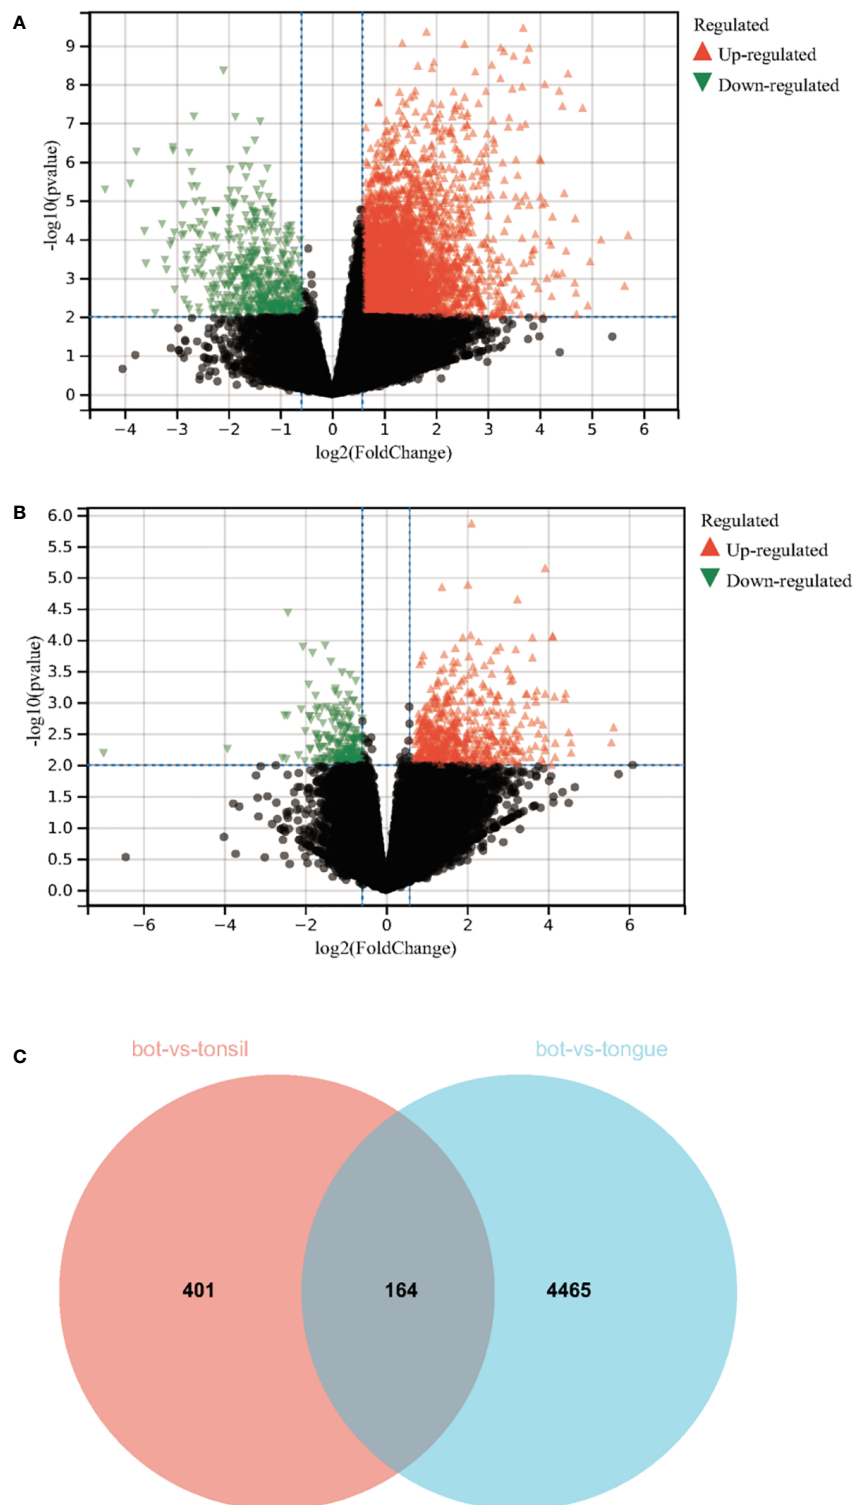 A
Regulated
Up-regulated
Down-regulated
9
8
7
6
5
4
3
2
1
0
-log10(pvalue)
−4 −3 −2 −1 0 1 2 3 4 5 6
log2(FoldChange)
B
Regulated
Up-regulated
Down-regulated
6.0
5.5
5.0
4.5
4.0
3.5
3.0
2.5
2.0
1.5
1.0
0.5
0.0
-log10(pvalue)
−6 −4 −2 0 2 4 6
log2(FoldChange)
C
bot-vs-tonsil bot-vs-tongue
401 164 4465